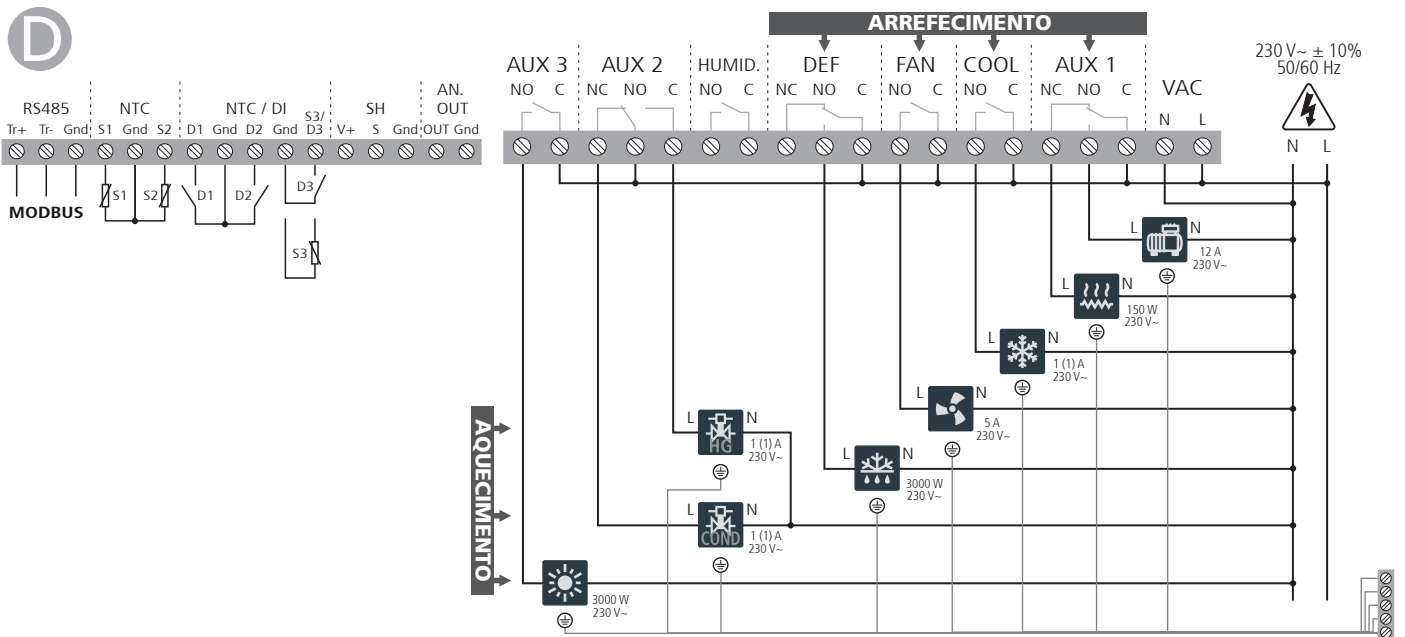 D
ARREFECIMENTO
230 V~ ± 10%
50/60 Hz
AUX 3
AUX 2
HUMID.
DEF
FAN
COOL
AUX 1
VAC
NO C
NC NO C
NO C
NC NO C
NO C
NO C
NC NO C
N L
N L
RS485
NTC
NTC / DI
SH
AN.
OUT
Tr+ Tr- Gnd
S1 Gnd S2
D1 Gnd D2 Gnd S3/
D3
V+ S Gnd
OUT Gnd
MODBUS
S1
S2
D1
D2
D3
S3
L N
12 A
230 V~
L N
150 W
230 V~
L N
1 (1) A
230 V~
L N
5 A
230 V~
L N
3000 W
230 V~
AQUECIMENTO
L N
HG
1 (1) A
230 V~
L N
COND
1 (1) A
230 V~
3000 W
230 V~